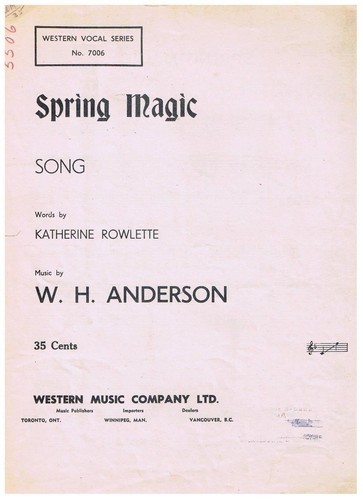 5506
WESTERN VOCAL SERIES
No. 7006
Spring Magic
SONG
Words by
KATHERINE ROWLETTE
Music by
W. H. ANDERSON
35 Cents
WESTERN MUSIC COMPANY LTD.
Music Publishers Importers Dealers
TORONTO, ONT. WINNIPEG, MAN. VANCOUVER, B.C.